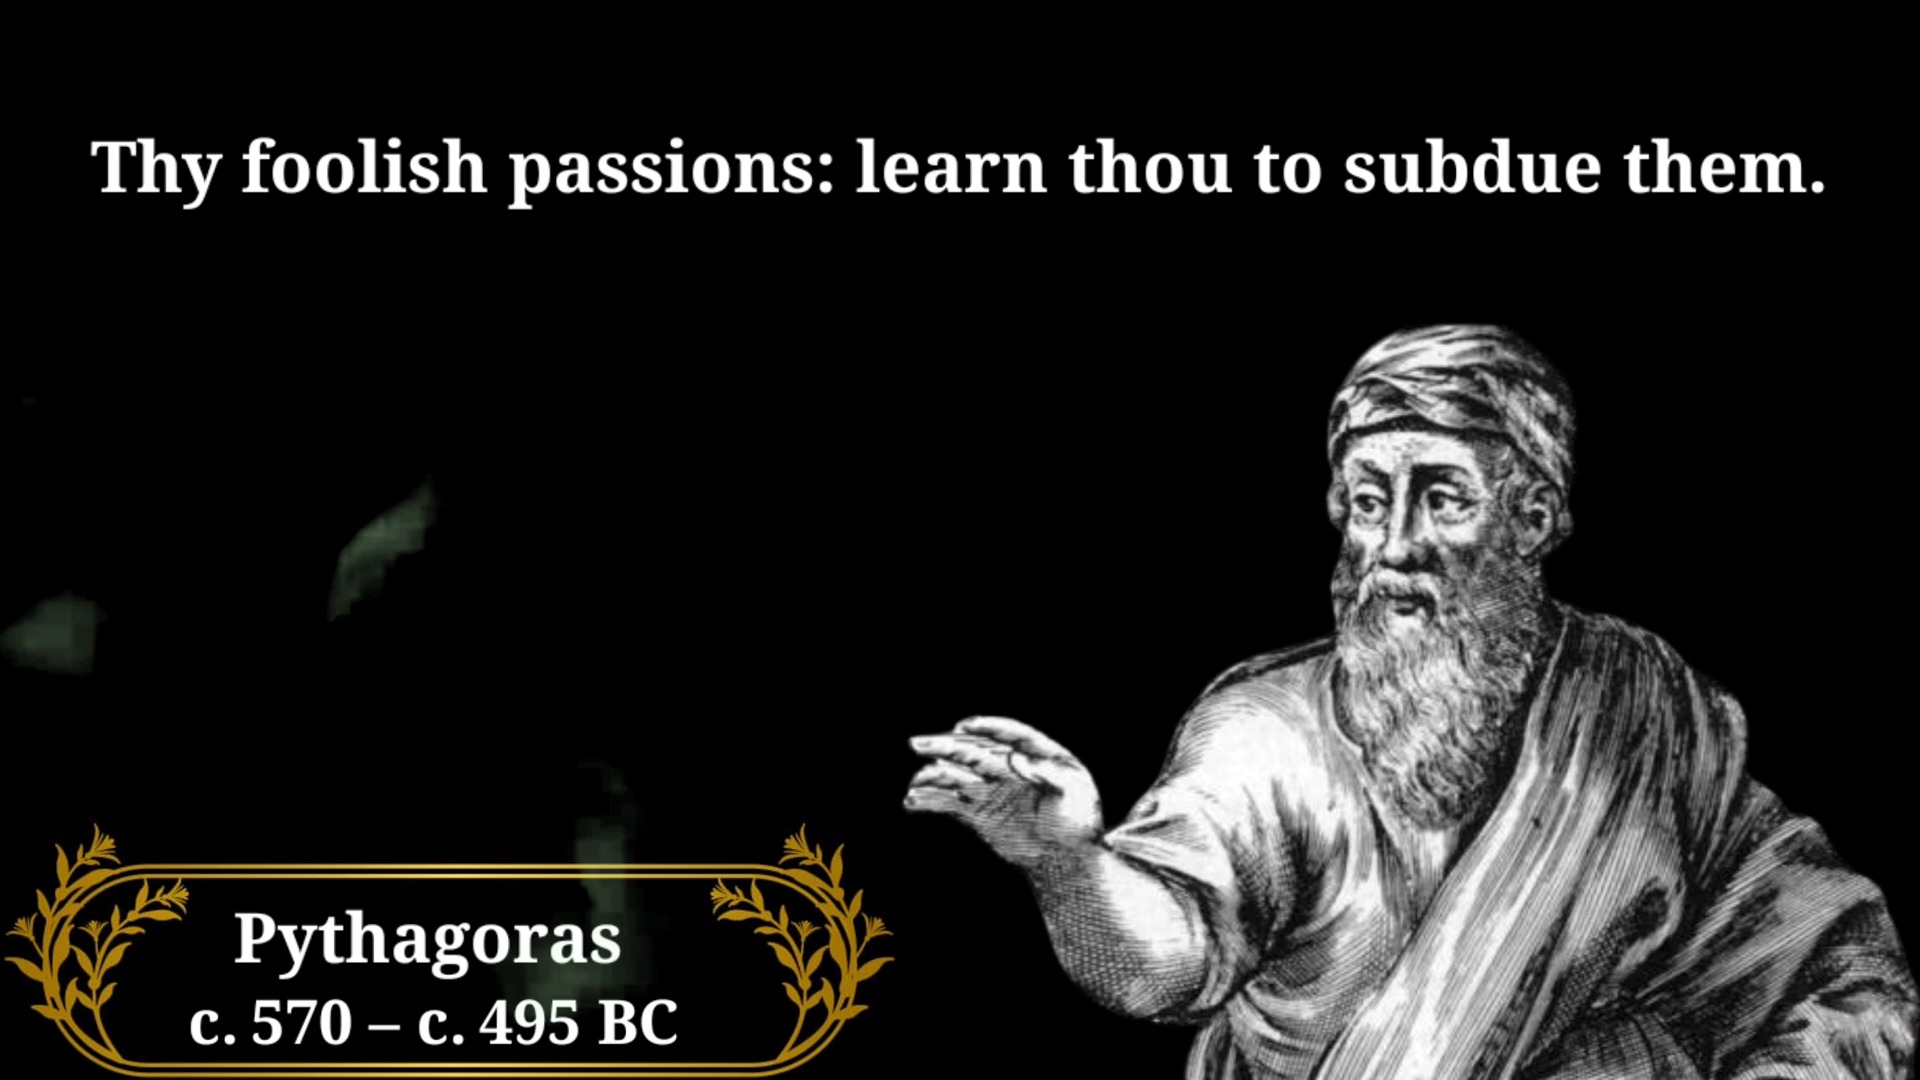 Thy foolish passions: learn thou to subdue them.
Pythagoras
c. 570 – c. 495 BC